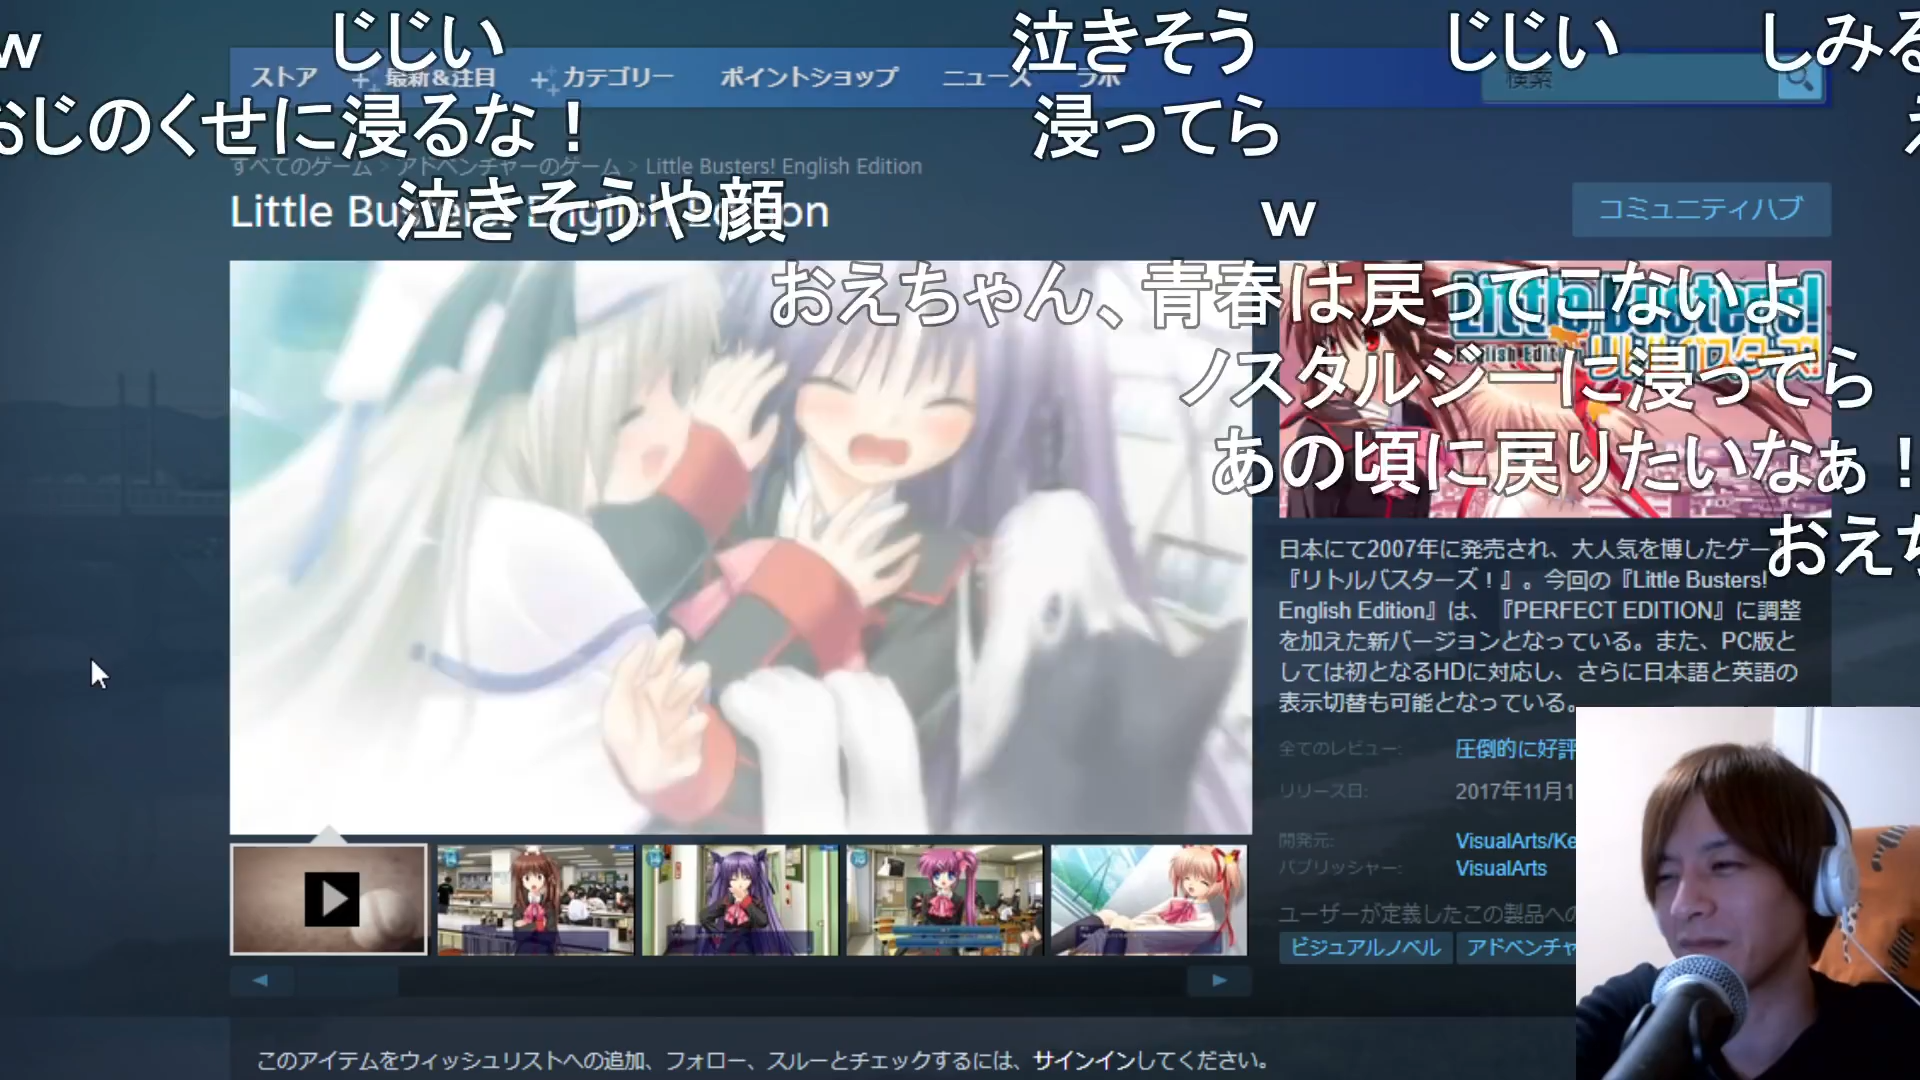 w
じじい
泣きそう
じじい
しみる
ストア
最新&注目
カテゴリー
ポイントショップ
ニュース
ラボ
検索
おじのくせに浸るな！
浸ってら
すべてのゲーム > アドベンチャーのゲーム > Little Busters! English Edition
泣きそうや顔
w
Little Busters! English Edition
コミュニティハブ
おえちゃん、青春は戻ってこないよ
Little Busters!
English Edition
リトルバスターズ!
ノスタルジーに浸ってら
あの頃に戻りたいなぁ！
おえち
日本にて2007年に発売され、大人気を博したゲー
『リトルバスターズ！』。今回の『Little Busters!
English Edition』は、『PERFECT EDITION』に調整
を加えた新バージョンとなっている。また、PC版と
しては初となるHDに対応し、さらに日本語と英語の
表示切替も可能となっている。
全てのレビュー: 圧倒的に好評
リリース日: 2017年11月1
開発元: VisualArts/Ke
パブリッシャー: VisualArts
ユーザーが定義したこの製品への
ビジュアルノベル
アドベンチャ
このアイテムをウィッシュリストへの追加、フォロー、スルーとチェックするには、サインインしてください。